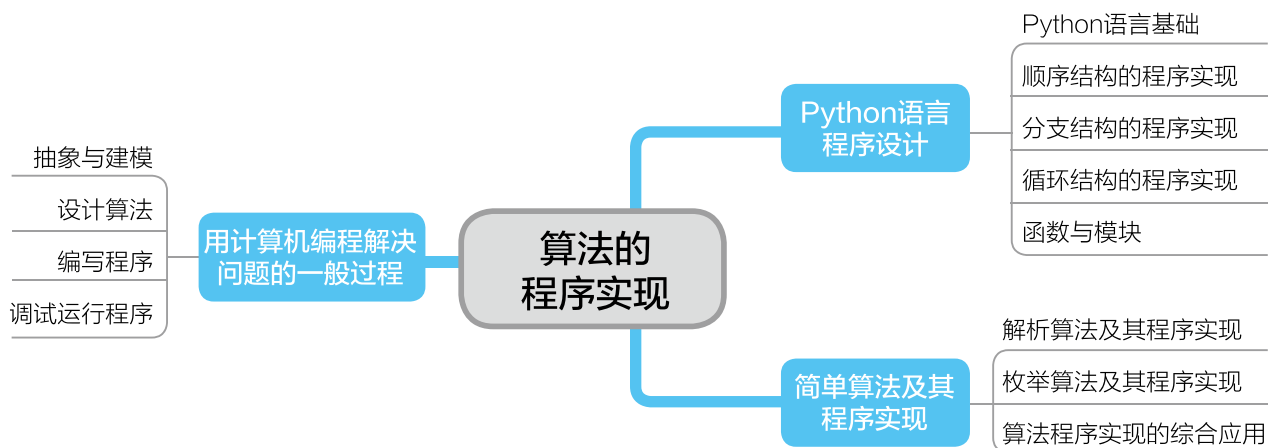 算法的
程序实现
用计算机编程解决
问题的一般过程
抽象与建模
设计算法
编写程序
调试运行程序
Python语言
程序设计
Python语言基础
顺序结构的程序实现
分支结构的程序实现
循环结构的程序实现
函数与模块
简单算法及其
程序实现
解析算法及其程序实现
枚举算法及其程序实现
算法程序实现的综合应用